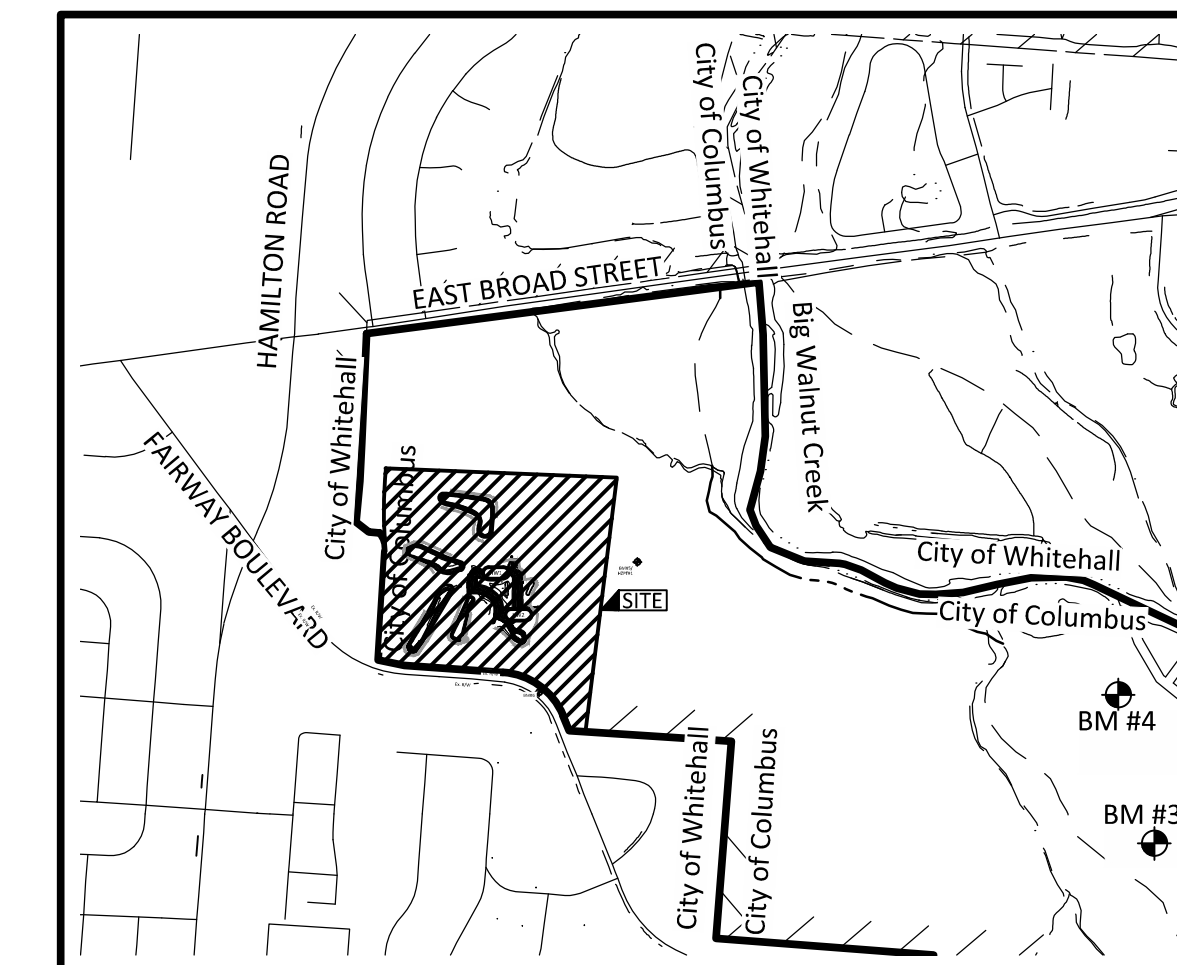 City of Columbus
City of Whitehall
HAMILTON ROAD
EAST BROAD STREET
Big Walnut Creek
City of Whitehall
City of Columbus
FAIRWAY BOULEVARD
City of Whitehall
City of Columbus
SITE
Ex. R/W
BM #4
City of Whitehall
City of Columbus
BM #3